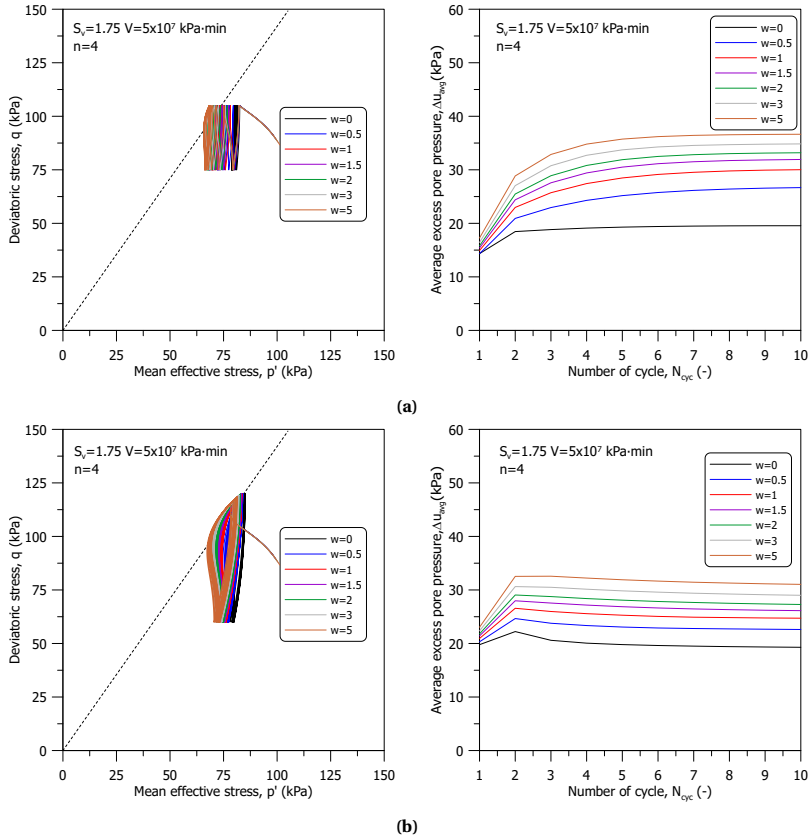 S_v=1.75 V=5x10⁷ kPa·min
n=4
Deviatoric stress, q (kPa)
150
125
100
75
50
25
0
w=0
w=0.5
w=1
w=1.5
w=2
w=3
w=5
0 25 50 75 100 125 150
Mean effective stress, p' (kPa)
S_v=1.75 V=5x10⁷ kPa·min
n=4
Average excess pore pressure,Δu_avg(kPa)
60
50
40
30
20
10
0
w=0
w=0.5
w=1
w=1.5
w=2
w=3
w=5
1 2 3 4 5 6 7 8 9 10
Number of cycle, N_cyc (-)
(a)
S_v=1.75 V=5x10⁷ kPa·min
n=4
Deviatoric stress, q (kPa)
150
125
100
75
50
25
0
w=0
w=0.5
w=1
w=1.5
w=2
w=3
w=5
0 25 50 75 100 125 150
Mean effective stress, p' (kPa)
S_v=1.75 V=5x10⁷ kPa·min
n=4
Average excess pore pressure,Δu_avg(kPa)
60
50
40
30
20
10
0
w=0
w=0.5
w=1
w=1.5
w=2
w=3
w=5
1 2 3 4 5 6 7 8 9 10
Number of cycle, N_cyc (-)
(b)